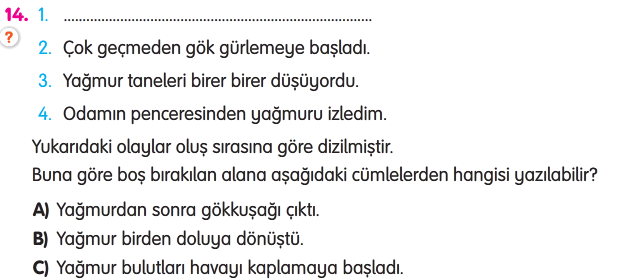 14. 1. ........................................................................
? 2. Çok geçmeden gök gürlemeye başladı.
3. Yağmur taneleri birer birer düşüyordu.
4. Odamın penceresinden yağmuru izledim.
Yukarıdaki olaylar oluş sırasına göre dizilmiştir.
Buna göre boş bırakılan alana aşağıdaki cümlelerden hangisi yazılabilir?
A) Yağmurdan sonra gökkuşağı çıktı.
B) Yağmur birden doluya dönüştü.
C) Yağmur bulutları havayı kaplamaya başladı.